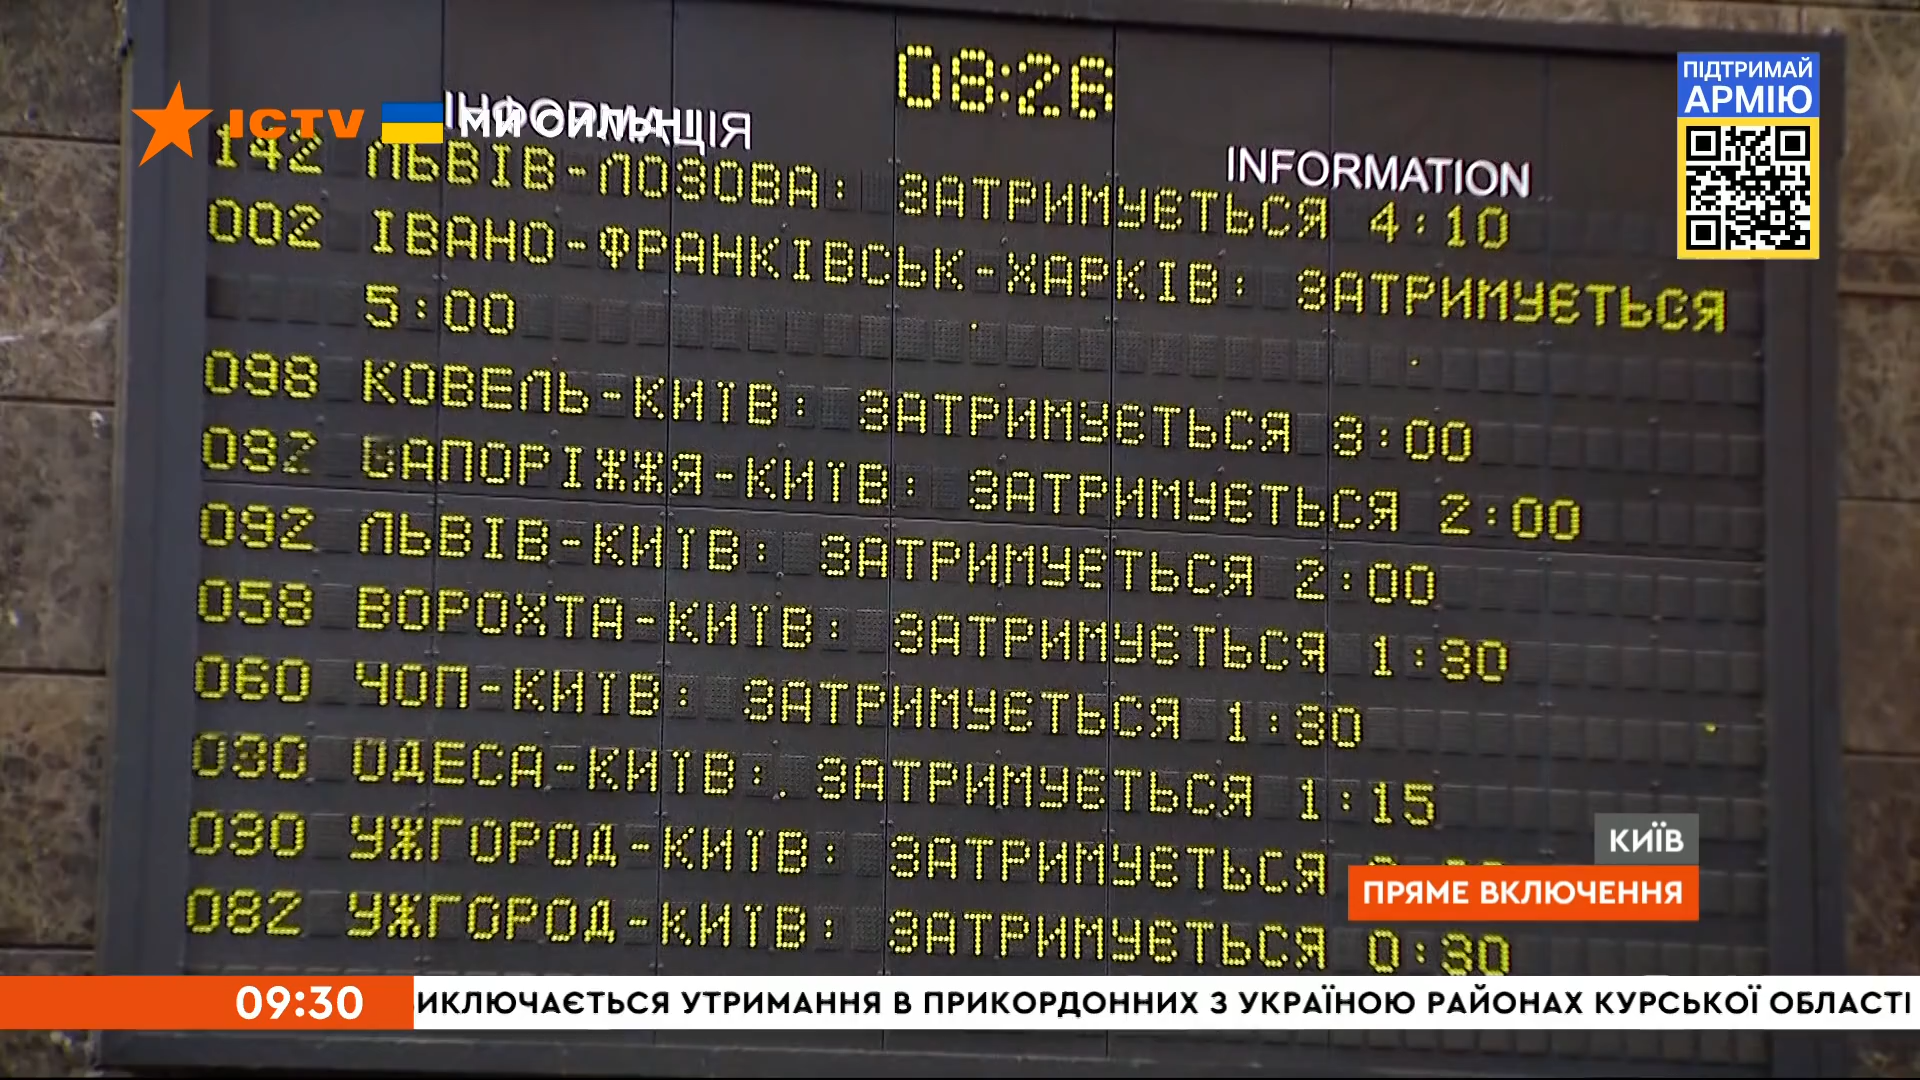 08:26
ПІДТРИМАЙ
АРМІЮ
ICTV МИ СИЛЬНІ
ІНФОРМАЦІЯ
INFORMATION
142 ЛЬВІВ-ЛОЗОВА: ЗАТРИМУЄТЬСЯ 4:10
002 ІВАНО-ФРАНКІВСЬК-ХАРКІВ: ЗАТРИМУЄТЬСЯ
5:00
098 КОВЕЛЬ-КИЇВ: ЗАТРИМУЄТЬСЯ 3:00
ЗАПОРІЖЖЯ-КИЇВ: ЗАТРИМУЄТЬСЯ 2:00
092 ЛЬВІВ-КИЇВ: ЗАТРИМУЄТЬСЯ 2:00
058 ВОРОХТА-КИЇВ: ЗАТРИМУЄТЬСЯ 1:30
060 ЧОП-КИЇВ: ЗАТРИМУЄТЬСЯ 1:30
030 ОДЕСА-КИЇВ: ЗАТРИМУЄТЬСЯ 1:15
030 УЖГОРОД-КИЇВ: ЗАТРИМУЄТЬСЯ
082 УЖГОРОД-КИЇВ: ЗАТРИМУЄТЬСЯ 0:30
КИЇВ
ПРЯМЕ ВКЛЮЧЕННЯ
09:30 ИКЛЮЧАЄТЬСЯ УТРИМАННЯ В ПРИКОРДОННИХ З УКРАЇНОЮ РАЙОНАХ КУРСЬКОЇ ОБЛАСТІ